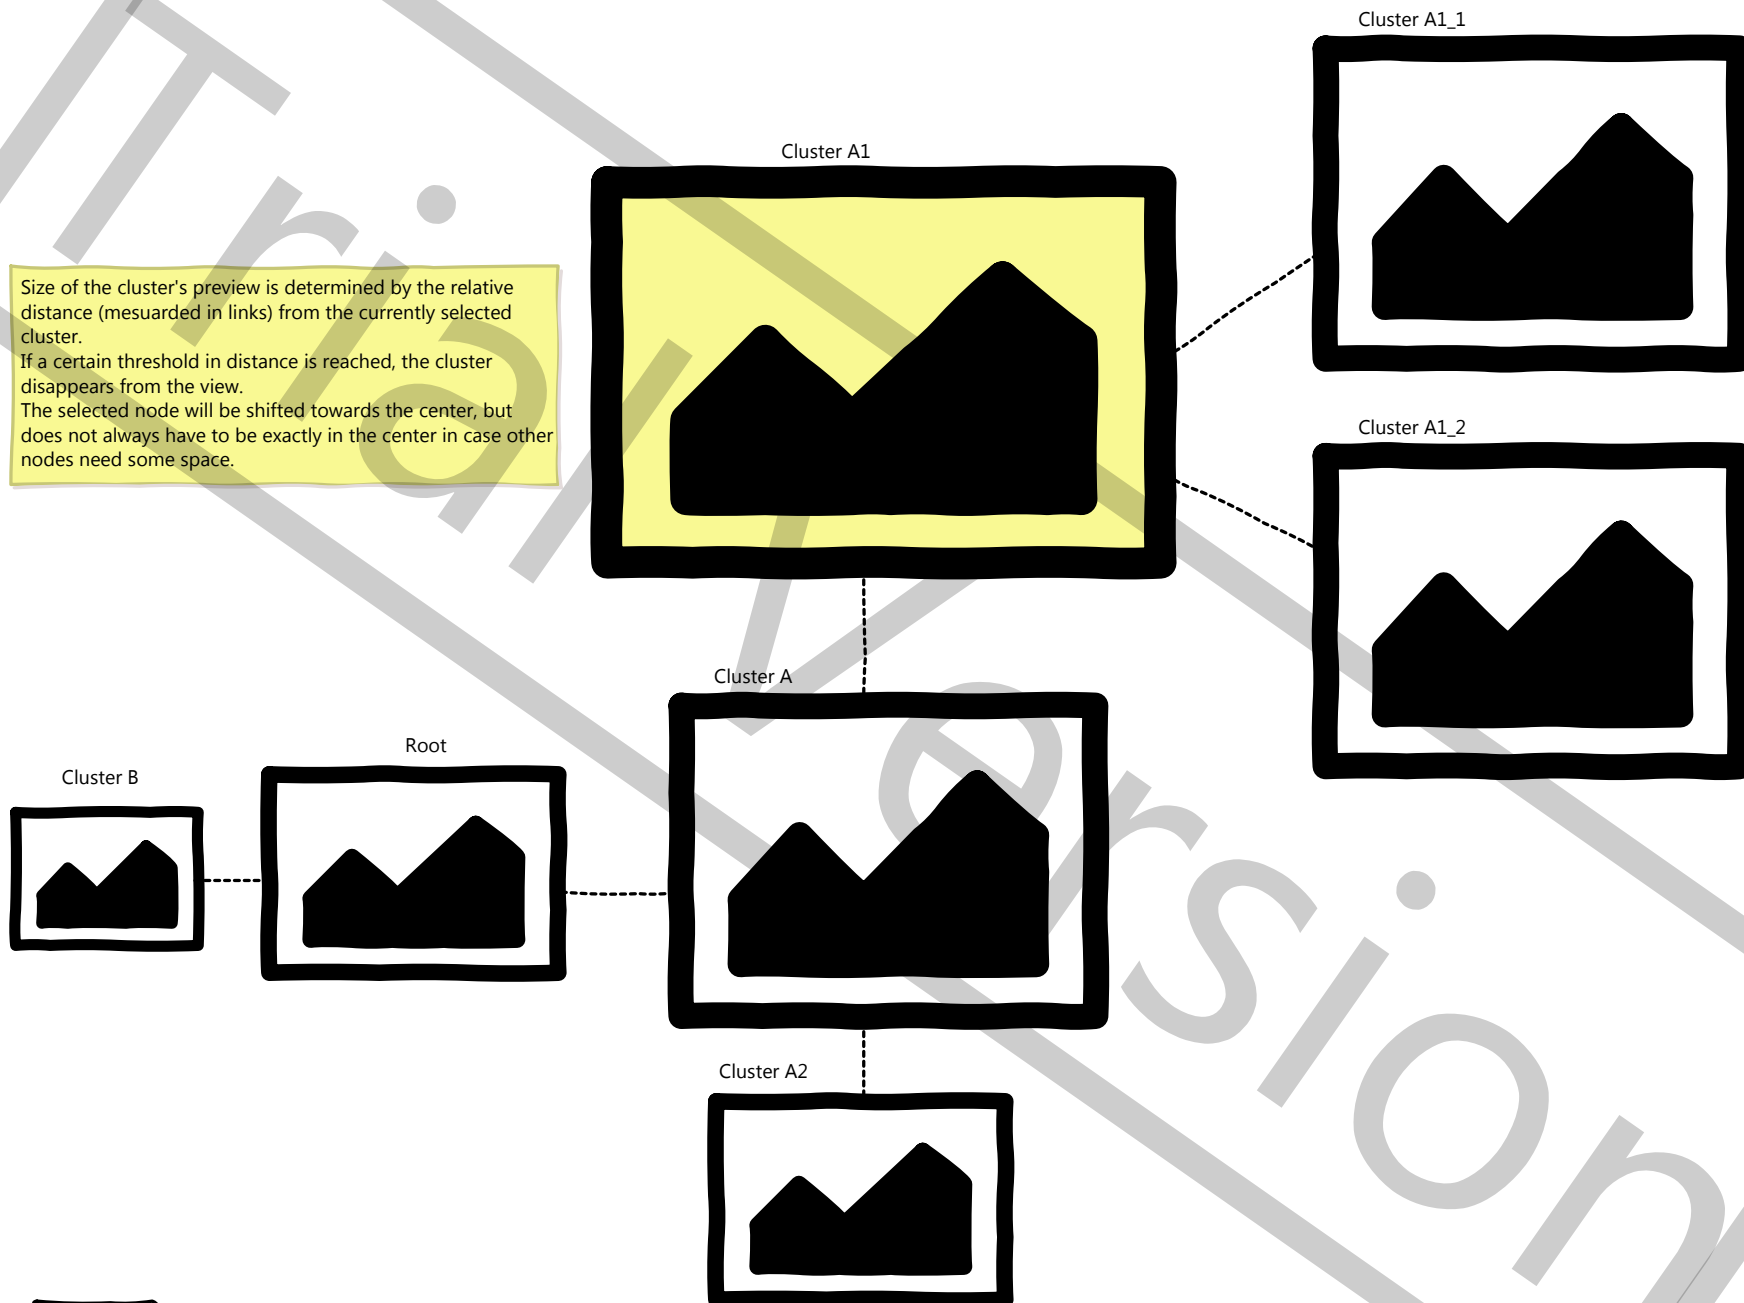 Cluster A1_1
Cluster A1
Size of the cluster's preview is determined by the relative
distance (mesuarded in links) from the currently selected
cluster.
If a certain threshold in distance is reached, the cluster
disappears from the view.
The selected node will be shifted towards the center, but
does not always have to be exactly in the center in case other
nodes need some space.
Cluster A1_2
Cluster A
Root
Cluster B
Cluster A2
Trial Version